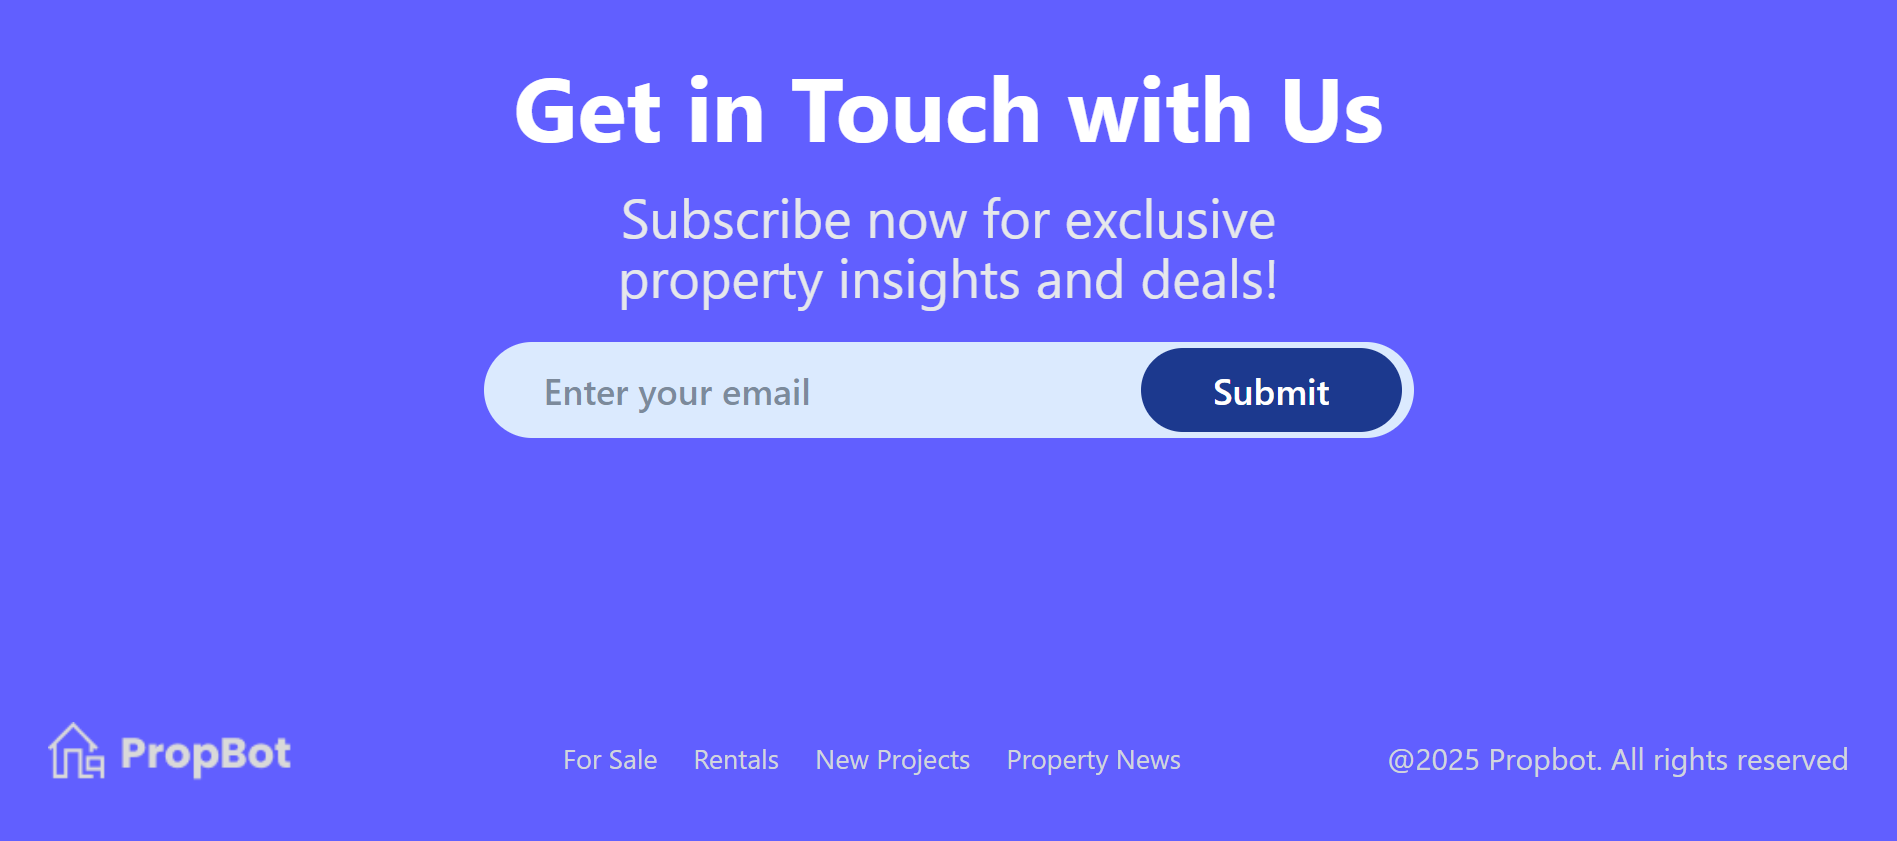 Get in Touch with Us
Subscribe now for exclusive
property insights and deals!
Enter your email
Submit
PropBot
For Sale
Rentals
New Projects
Property News
@2025 Propbot. All rights reserved